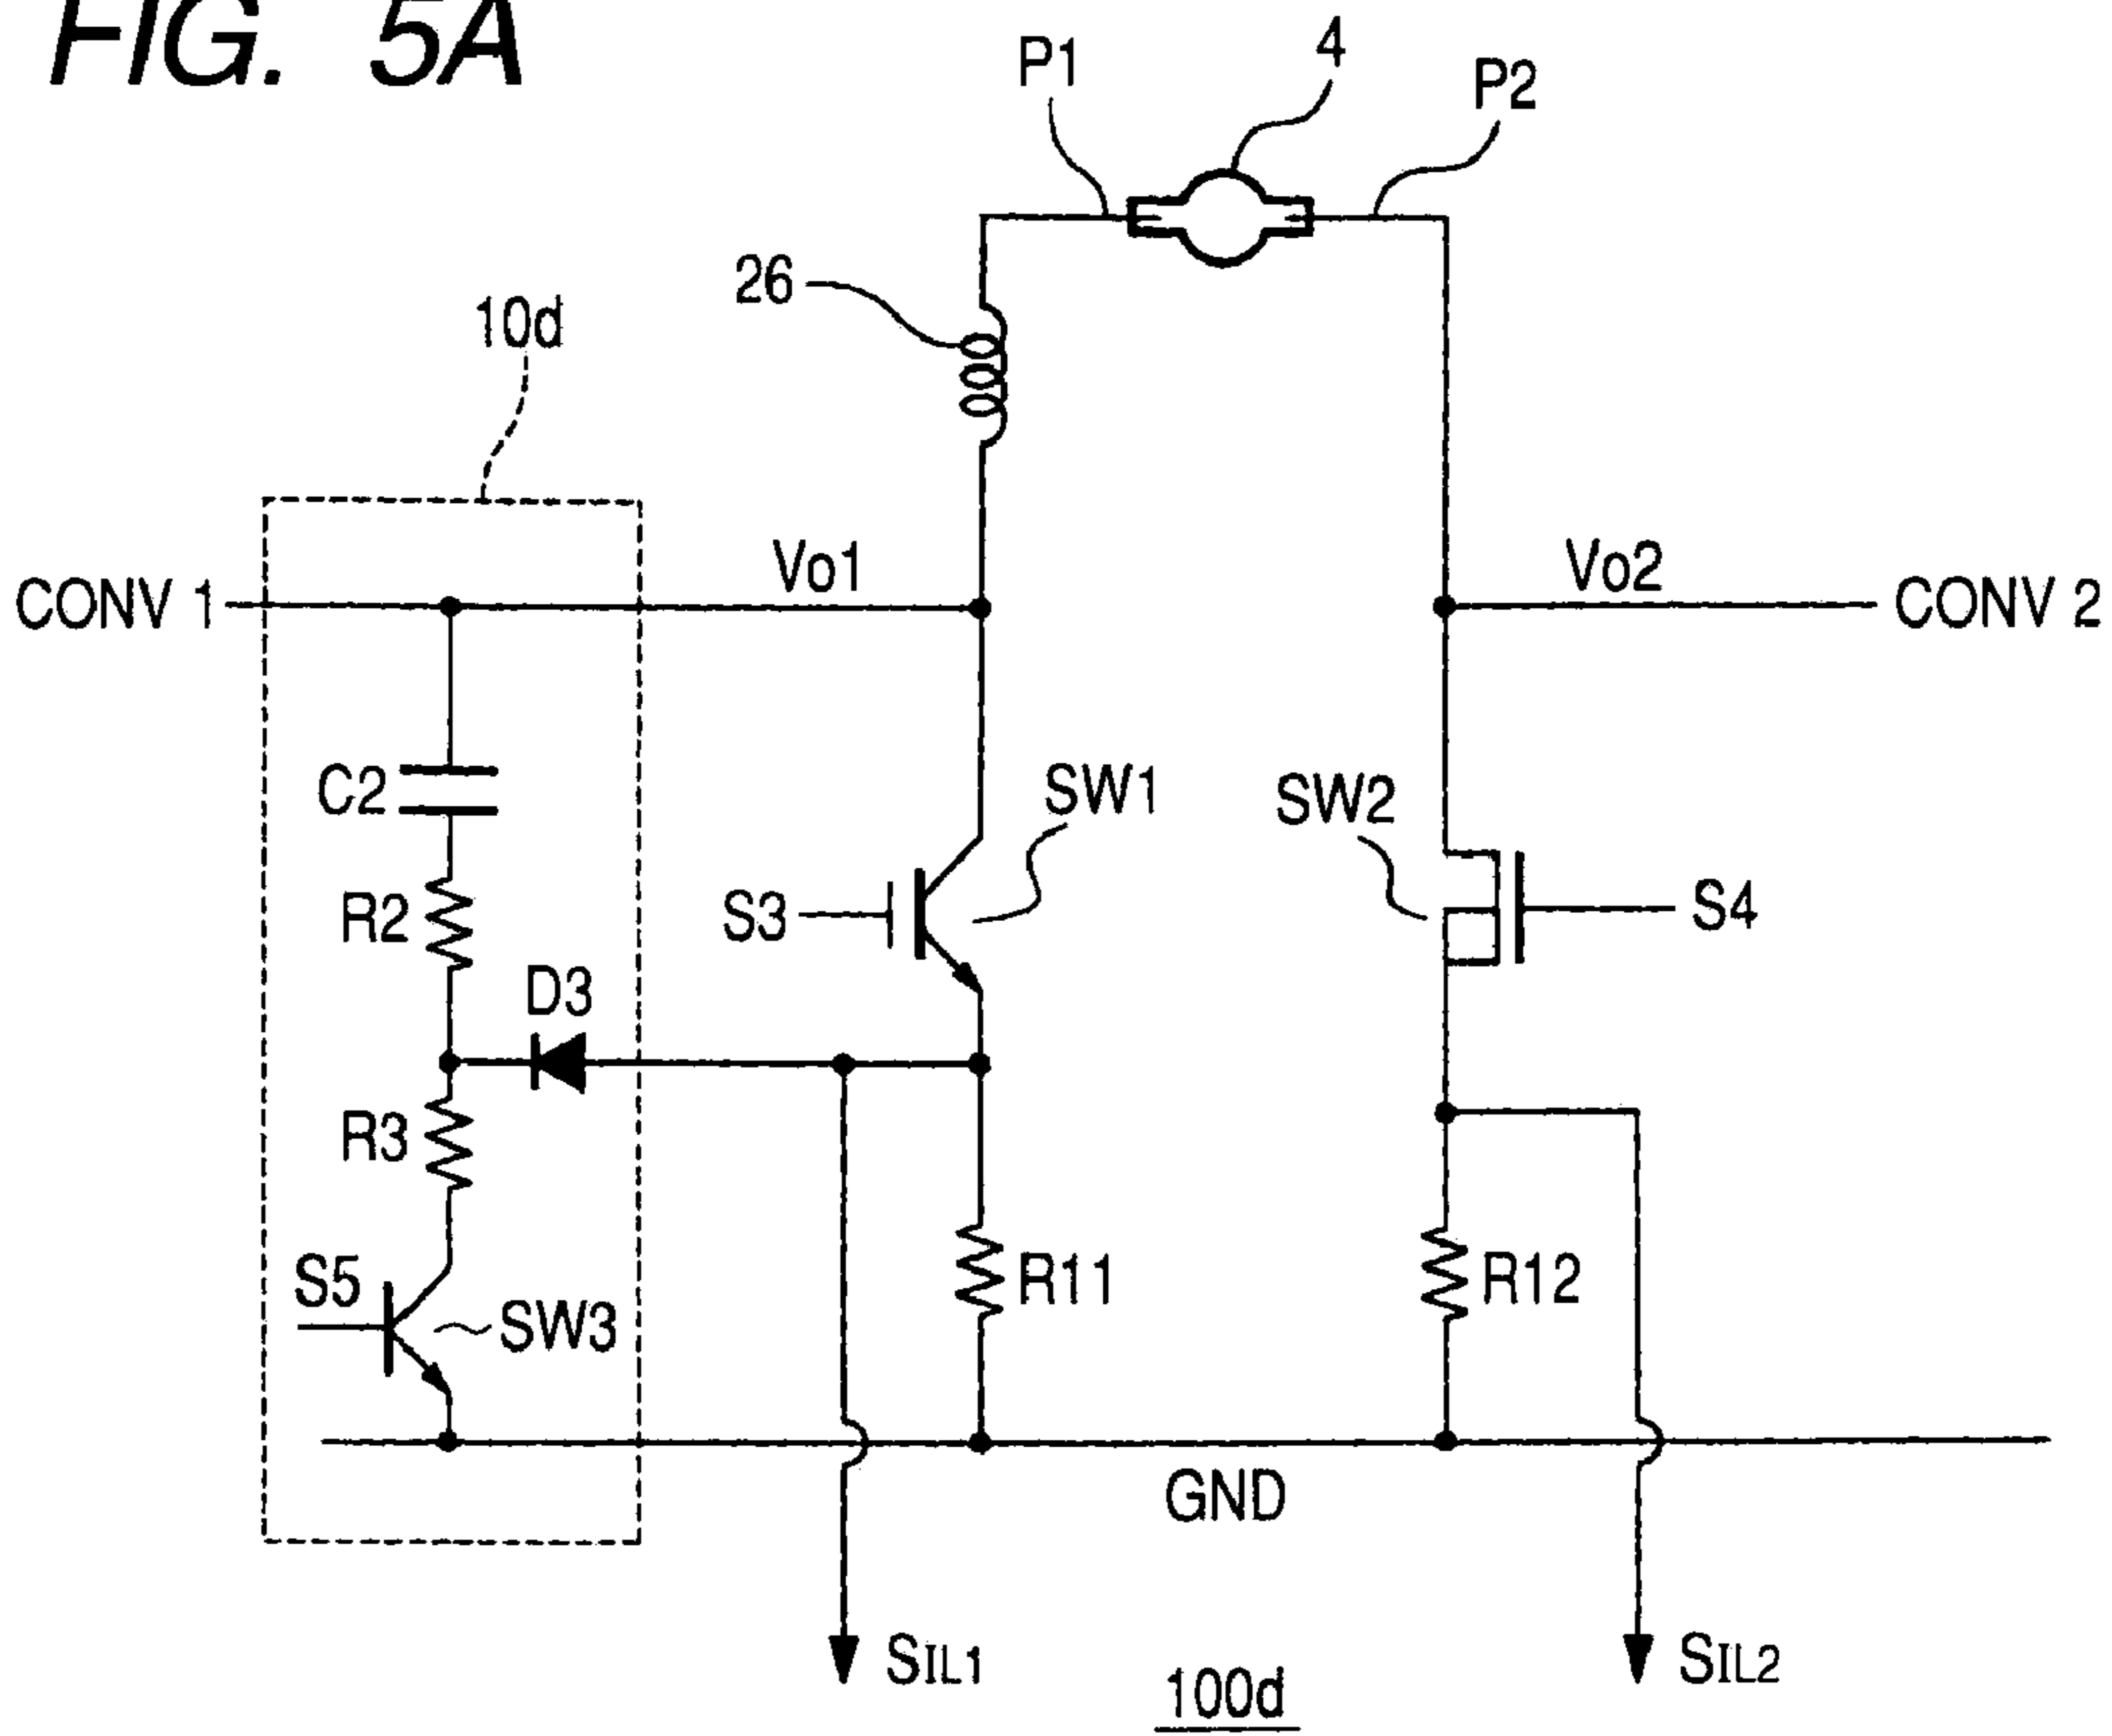 FIG. 5A
P1
4
P2
26
10d
CONV 1
Vo1
Vo2
CONV 2
C2
SW1
SW2
R2
S3
S4
D3
R3
S5
SW3
R11
R12
GND
SIL1
SIL2
100d